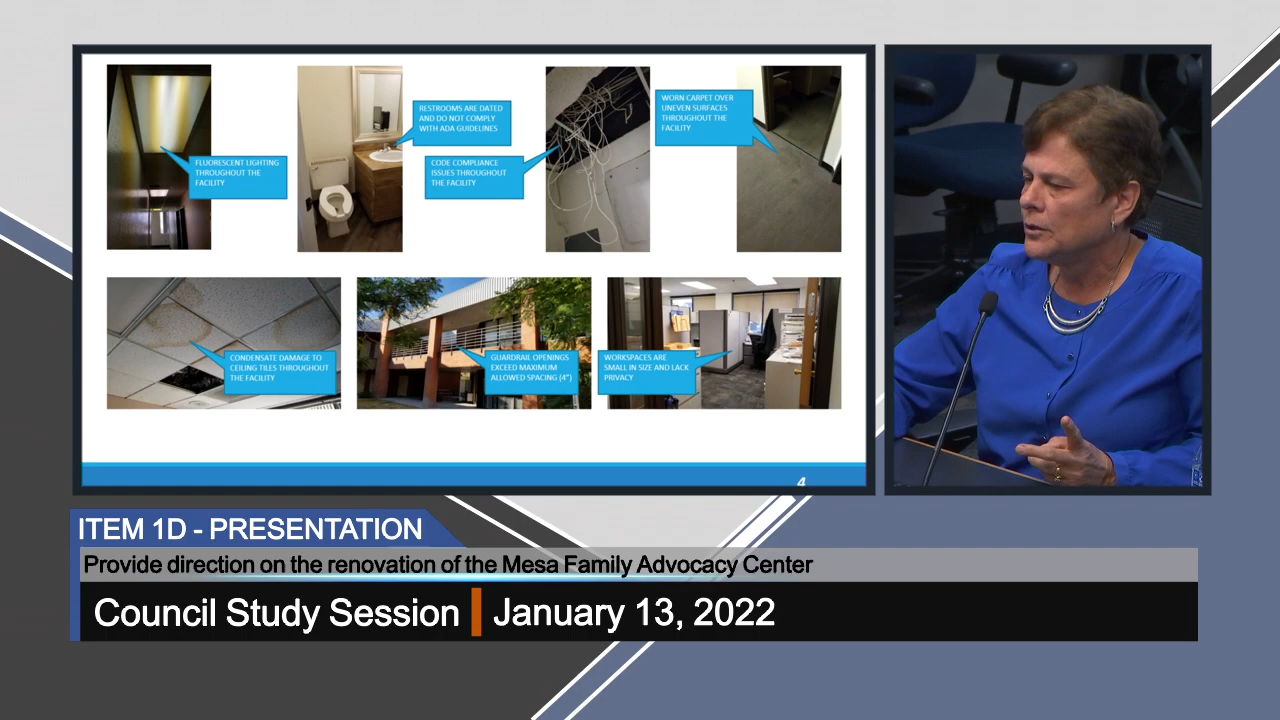 FLUORESCENT LIGHTING
THROUGHOUT THE
FACILITY
RESTROOMS ARE DATED
AND DO NOT COMPLY
WITH ADA GUIDELINES
CODE COMPLIANCE
ISSUES THROUGHOUT
THE FACILITY
WORN CARPET OVER
UNEVEN SURFACES
THROUGHOUT THE
FACILITY
CONDENSATE DAMAGE TO
CEILING TILES THROUGHOUT
THE FACILITY
GUARDRAIL OPENINGS
EXCEED MAXIMUM
ALLOWED SPACING (4")
WORKSPACES ARE
SMALL IN SIZE AND LACK
PRIVACY
4
ITEM 1D - PRESENTATION
Provide direction on the renovation of the Mesa Family Advocacy Center
Council Study Session
January 13, 2022